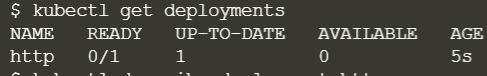 $ kubectl get deployments
NAME READY UP-TO-DATE AVAILABLE AGE
http 0/1 1 0 5s